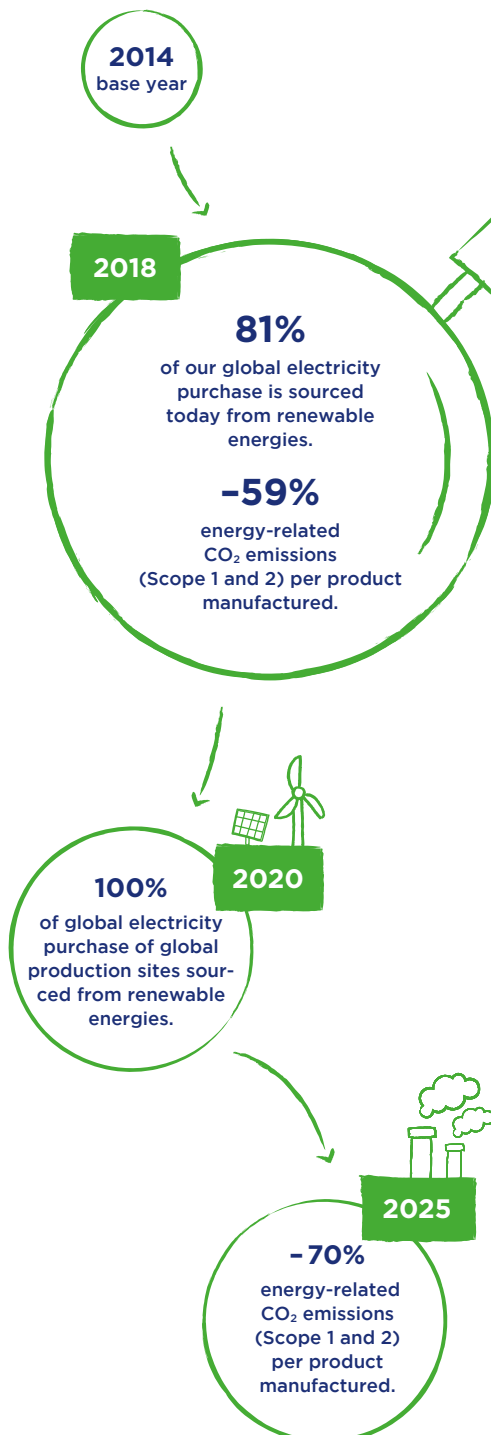 2014
base year
2018
81%
of our global electricity
purchase is sourced
today from renewable
energies.
–59%
energy-related
CO₂ emissions
(Scope 1 and 2) per product
manufactured.
2020
100%
of global electricity
purchase of global
production sites sour-
ced from renewable
energies.
2025
–70%
energy-related
CO₂ emissions
(Scope 1 and 2)
per product
manufactured.